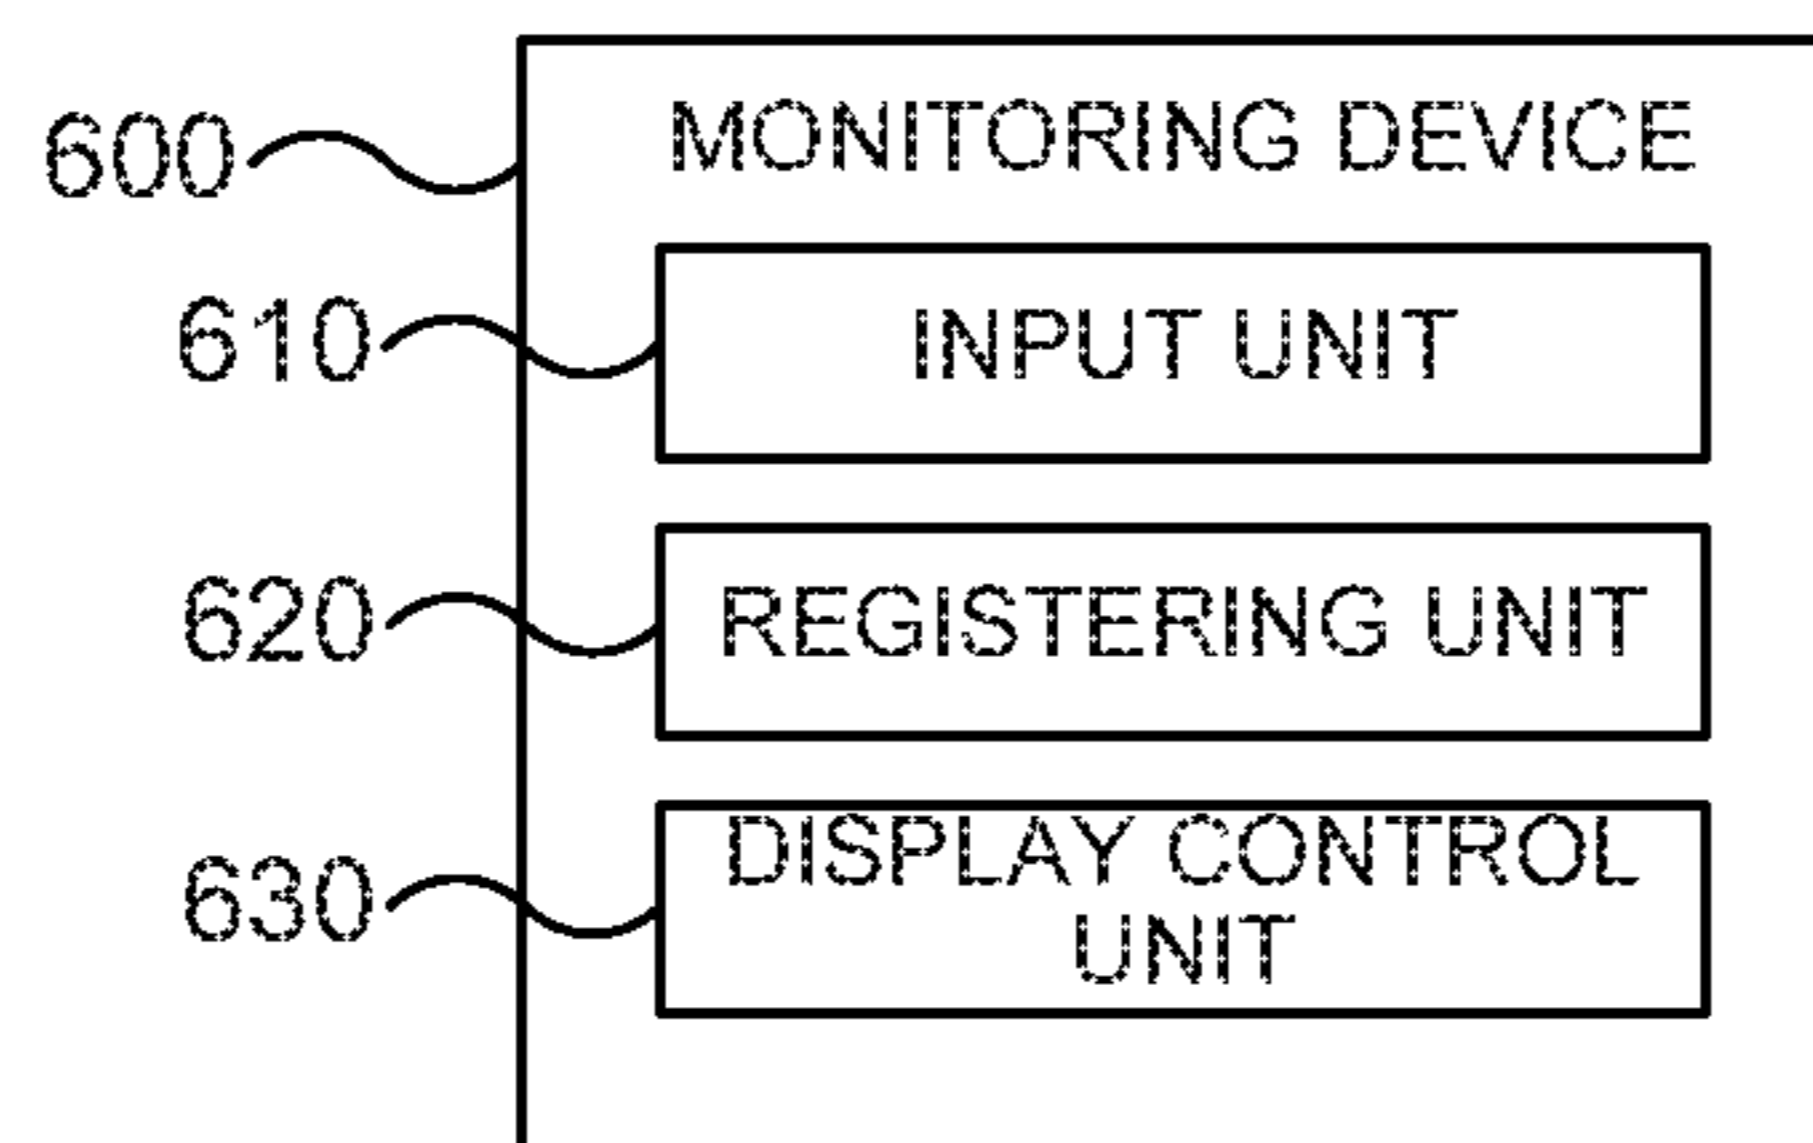 600 MONITORING DEVICE
610 INPUT UNIT
620 REGISTERING UNIT
630 DISPLAY CONTROL
UNIT